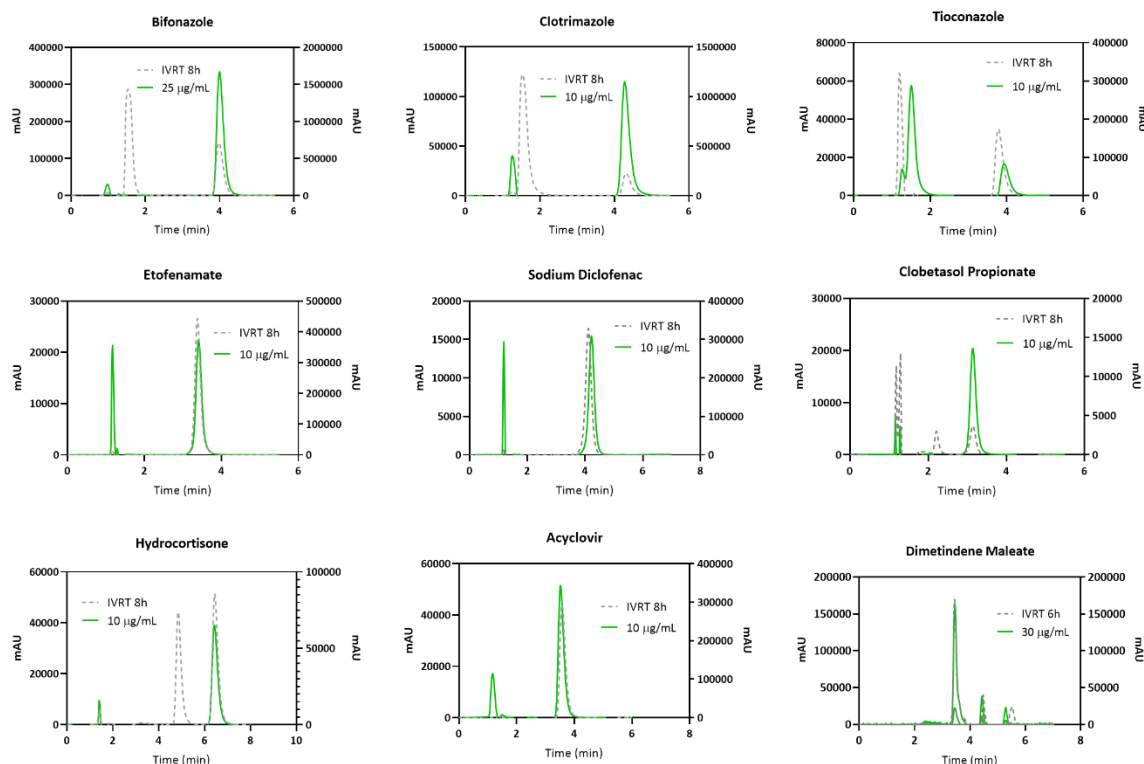 Bifonazole
400000
300000
200000
100000
0
mAU
2000000
1500000
1000000
500000
0
mAU
IVRT 8h
25 μg/mL
0
2
4
6
Time (min)
Clotrimazole
150000
100000
50000
0
mAU
1500000
1000000
500000
0
mAU
IVRT 8h
10 μg/mL
0
2
4
6
Time (min)
Tioconazole
80000
60000
40000
20000
0
mAU
400000
300000
200000
100000
0
mAU
IVRT 8h
10 μg/mL
0
2
4
6
Time (min)
Etofenamate
30000
20000
10000
0
mAU
500000
400000
300000
200000
100000
0
mAU
IVRT 8h
10 μg/mL
0
2
4
6
Time (min)
Sodium Diclofenac
20000
15000
10000
5000
0
mAU
400000
300000
200000
100000
0
mAU
IVRT 8h
10 μg/mL
0
2
4
6
8
Time (min)
Clobetasol Propionate
30000
20000
10000
0
mAU
20000
15000
10000
5000
0
mAU
IVRT 8h
10 μg/mL
0
2
4
6
Time (min)
Hydrocortisone
60000
40000
20000
0
mAU
100000
50000
0
mAU
IVRT 8h
10 μg/mL
0
2
4
6
8
10
Time (min)
Acyclovir
60000
40000
20000
0
mAU
400000
300000
200000
100000
0
mAU
IVRT 8h
10 μg/mL
0
2
4
6
8
Time (min)
Dimetindene Maleate
200000
150000
100000
50000
0
mAU
200000
150000
100000
50000
0
mAU
IVRT 6h
30 μg/mL
0
2
4
6
8
Time (min)